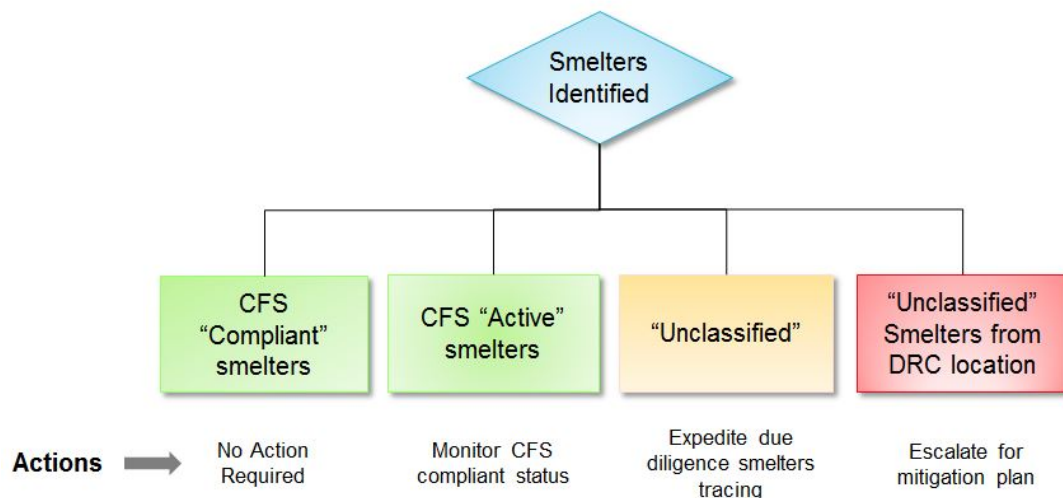 Smelters
Identified
CFS
“Compliant”
smelters
CFS “Active”
smelters
“Unclassified”
“Unclassified”
Smelters from
DRC location
Actions
No Action
Required
Monitor CFS
compliant status
Expedite due
diligence smelters
tracing
Escalate for
mitigation plan